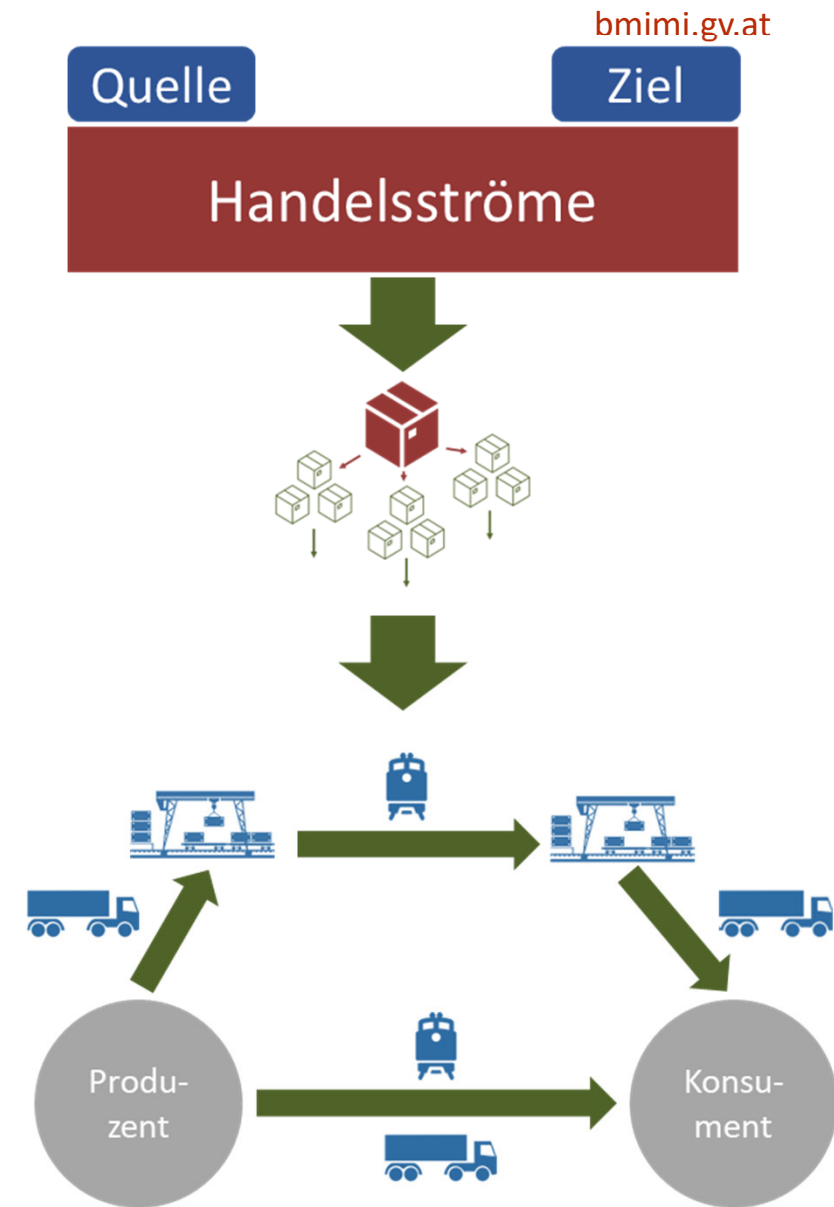 bmimi.gv.at
Quelle
Ziel
Handelsströme
Produ-
zent
Konsu-
ment